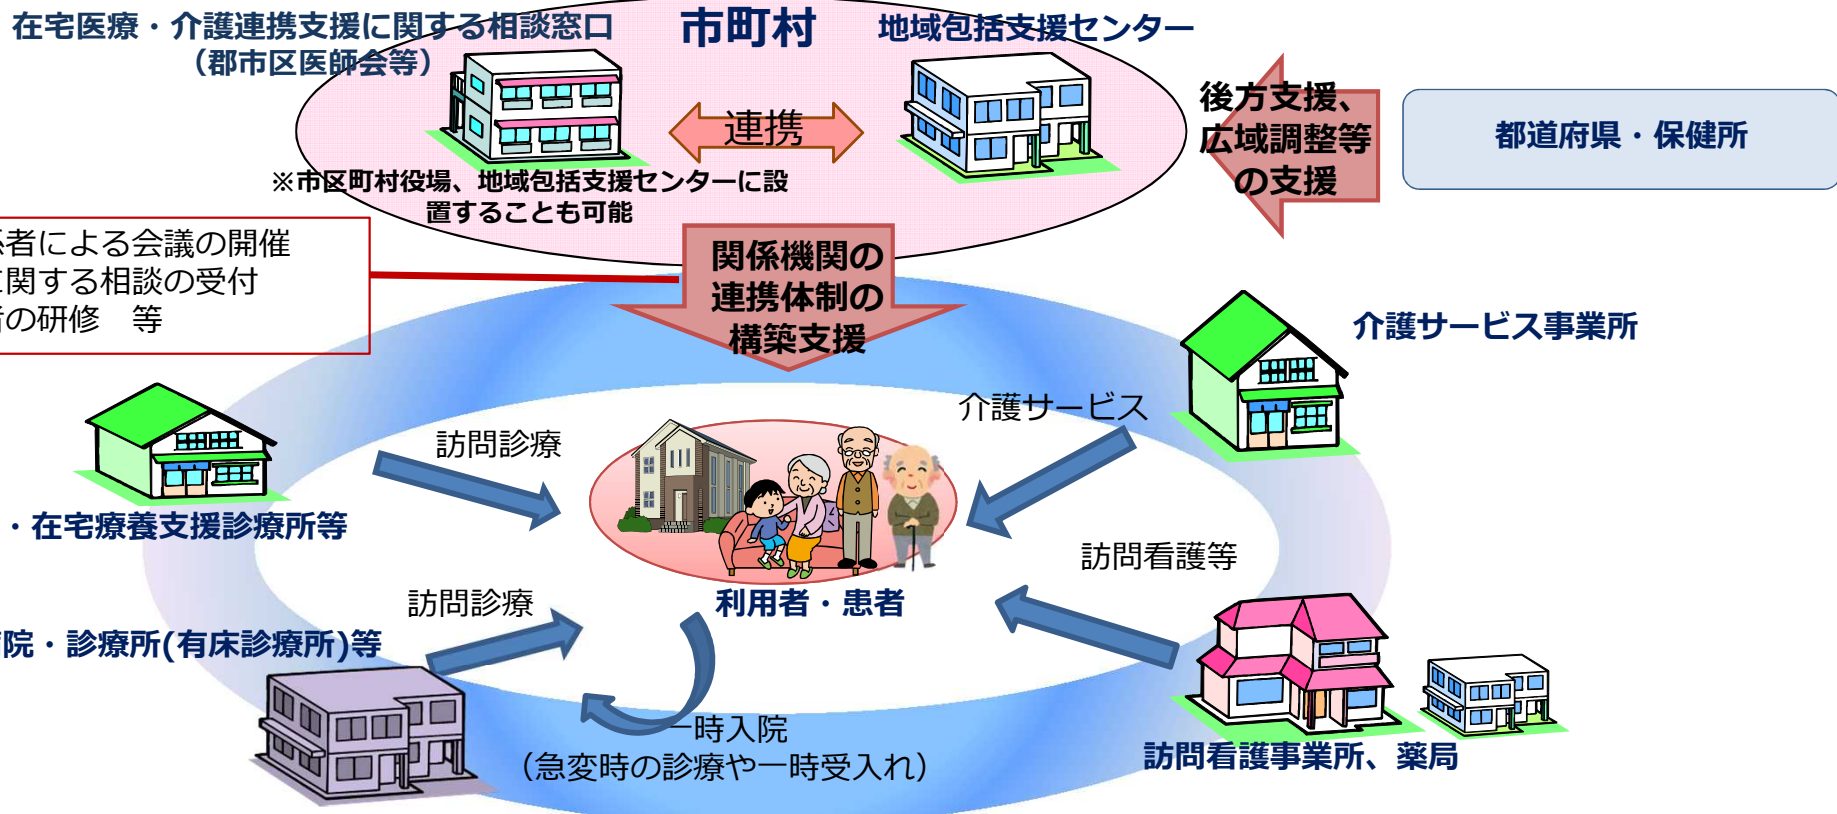 在宅医療・介護連携支援に関する相談窓口
（郡市区医師会等）
市町村
地域包括支援センター
連携
※市区町村役場、地域包括支援センターに設
置することも可能
後方支援、
広域調整等
の支援
都道府県・保健所
係者による会議の開催
に関する相談の受付
者の研修　等
関係機関の
連携体制の
構築支援
介護サービス事業所
介護サービス
訪問診療
・在宅療養支援診療所等
訪問看護等
利用者・患者
訪問診療
病院・診療所(有床診療所)等
一時入院
（急変時の診療や一時受入れ）
訪問看護事業所、薬局